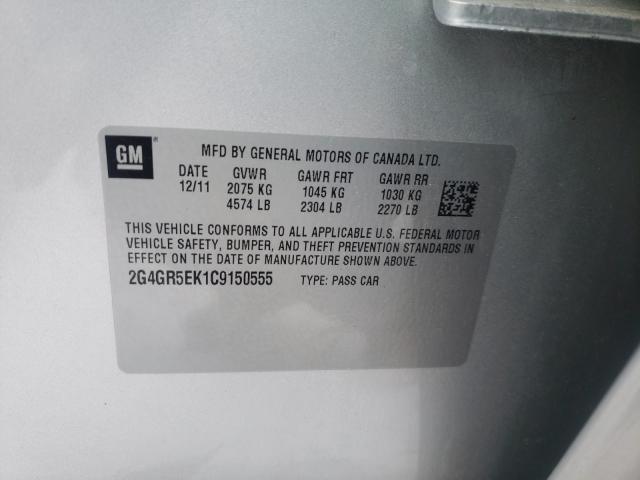 GM
MFD BY GENERAL MOTORS OF CANADA LTD.
DATE GVWR GAWR FRT GAWR RR
12/11 2075 KG 1045 KG 1030 KG
4574 LB 2304 LB 2270 LB
THIS VEHICLE CONFORMS TO ALL APPLICABLE U.S. FEDERAL MOTOR
VEHICLE SAFETY, BUMPER, AND THEFT PREVENTION STANDARDS IN
EFFECT ON THE DATE OF MANUFACTURE SHOWN ABOVE.
2G4GR5EK1C9150555 TYPE: PASS CAR